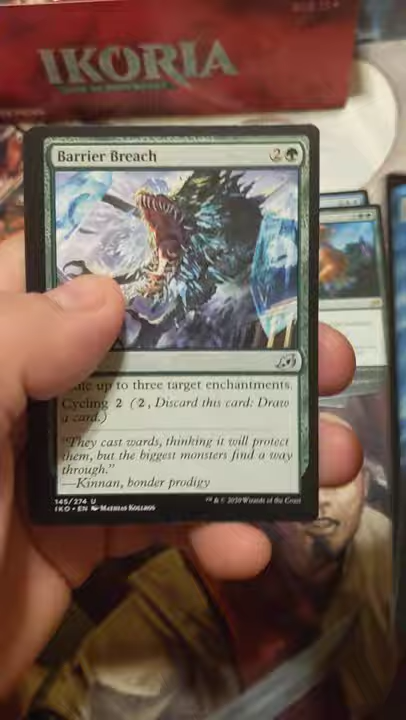 IKORIA
Barrier Breach 2
up to three target enchantments.
Cycling 2 (2, Discard this card: Draw
a card.)
"They cast wards, thinking it will protect
them, but the biggest monsters find a way
through."
—Kinnan, bonder prodigy
145/274 U
IKO • EN Mathias Kollros
™ & © 2020 Wizards of the Coast